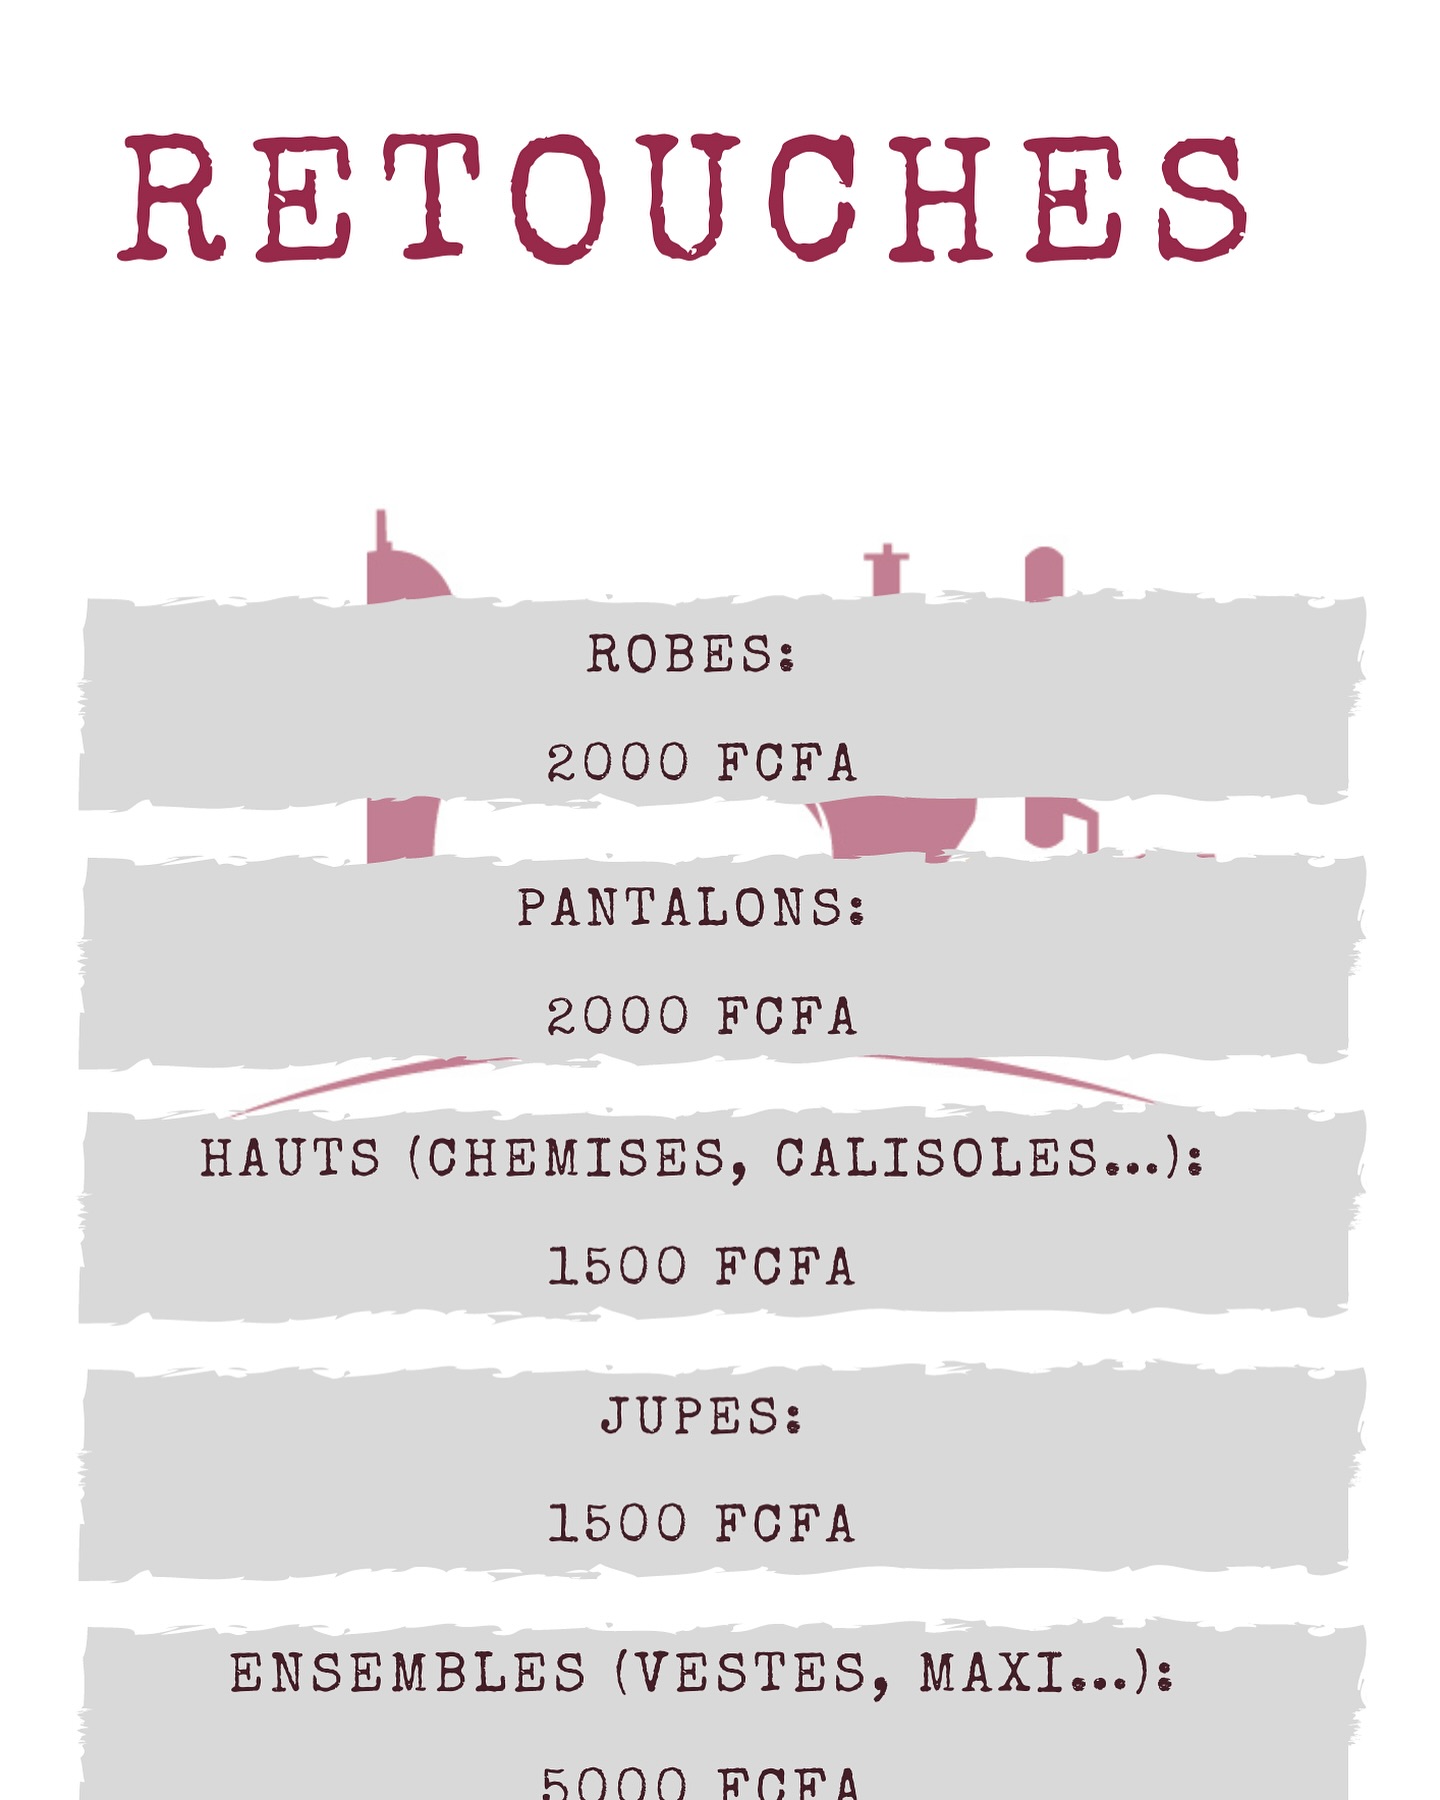 RETOUCHES
ROBES:
2000 FCFA
PANTALONS:
2000 FCFA
HAUTS (CHEMISES, CALISOLES...):
1500 FCFA
JUPES:
1500 FCFA
ENSEMBLES (VESTES, MAXI...):
5000 FCFA